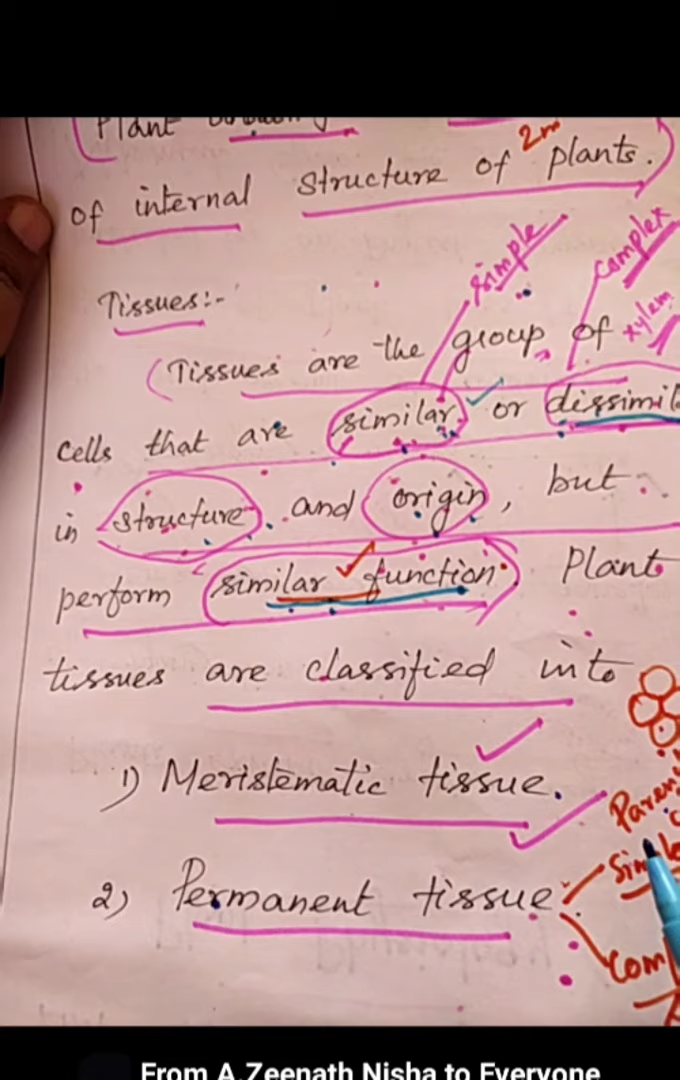 Plant
of internal structure of plants.)
2m
simple
complex
Tissues:-
(Tissues are the group of xylem
cells that are similar or dissimil
in structure and origin, but
perform similar function). Plant
tissues are classified into
1) Meristematic tissue.
Paren
2) Permanent tissue
Simple
Com
From A.Zeenath Nisha to Everyone